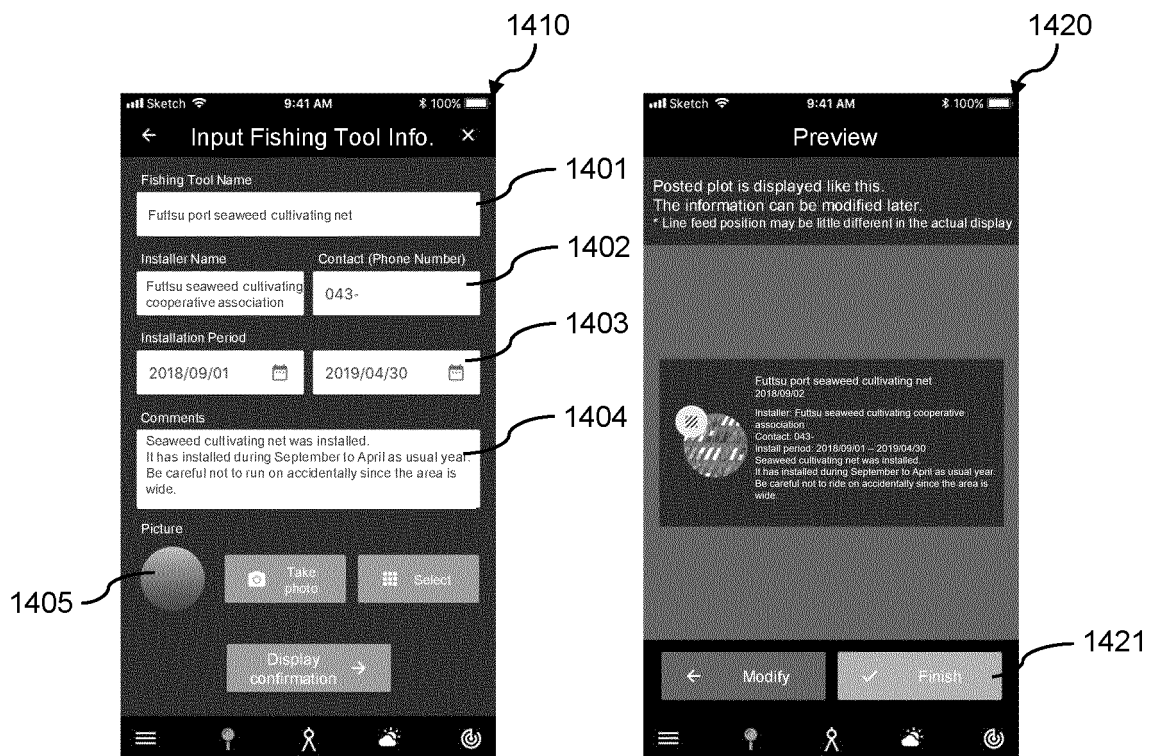 1410
1420
Sketch 9:41 AM 100%
Input Fishing Tool Info.
Fishing Tool Name
1401
Futtsu port seaweed cultivating net
Installer Name
Contact (Phone Number)
1402
Futtsu seaweed cultivating
cooperative association
043-
Installation Period
1403
2018/09/01
2019/04/30
Comments
1404
Seaweed cultivating net was installed.
It has installed during September to April as usual year.
Be careful not to run on accidentally since the area is
wide.
Picture
1405
Take
photo
Select
Display
confirmation
Sketch 9:41 AM 100%
Preview
Posted plot is displayed like this.
The information can be modified later.
* Line feed position may be little different in the actual display
Futtsu port seaweed cultivating net
2018/09/02
Installer: Futtsu seaweed cultivating cooperative
association
Contact: 043-
Install period: 2018/09/01 – 2019/04/30
Seaweed cultivating net was installed.
It has installed during September to April as usual year.
Be careful not to ride on accidentally since the area is
wide.
1421
Modify
Finish